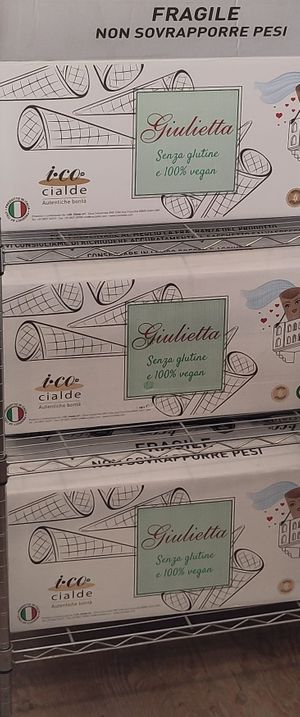 FRAGILE
NON SOVRAPPORRE PESI
Giulietta
Senza glutine
e 100% vegan
i·co
cialde
Autentiche bontà
Giulietta
Senza glutine
e 100% vegan
i·co
cialde
Autentiche bontà
FRAGILE
NON SOVRAPPORRE PESI
Giulietta
Senza glutine
e 100% vegan
i·co
cialde
Autentiche bontà